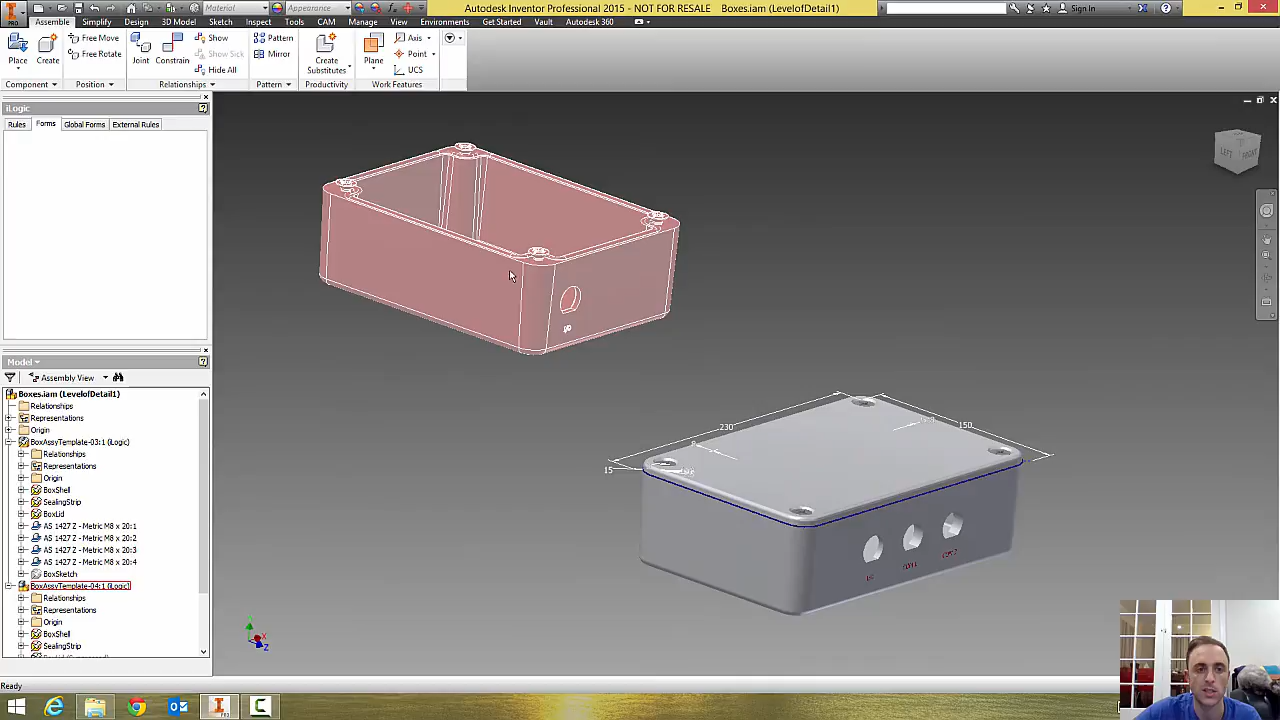 Material
Appearance
Autodesk Inventor Professional 2015 - NOT FOR RESALE Boxes.iam (LevelofDetail1)
Sign In
PRO
Assemble Simplify Design 3D Model Sketch Inspect Tools CAM Manage View Environments Get Started Vault Autodesk 360
Place Create Free Move Free Rotate Joint Constrain Show Show Sick Hide All Pattern Mirror Create Substitutes Plane Axis Point UCS
Component Position Relationships Pattern Productivity Work Features
iLogic
Rules Forms Global Forms External Rules
LEFT FRONT
Model
Assembly View
Boxes.iam (LevelofDetail1)
Relationships
Representations
Origin
BoxAssyTemplate-03:1 (iLogic)
Relationships
Representations
Origin
BoxShell
SealingStrip
BoxLid
AS 1427 Z - Metric M8 x 20:1
AS 1427 Z - Metric M8 x 20:2
AS 1427 Z - Metric M8 x 20:3
AS 1427 Z - Metric M8 x 20:4
BoxSketch
BoxAssyTemplate-04:1 (iLogic)
Relationships
Representations
Origin
BoxShell
SealingStrip
230
150
15
X
Z
Ready
PRO